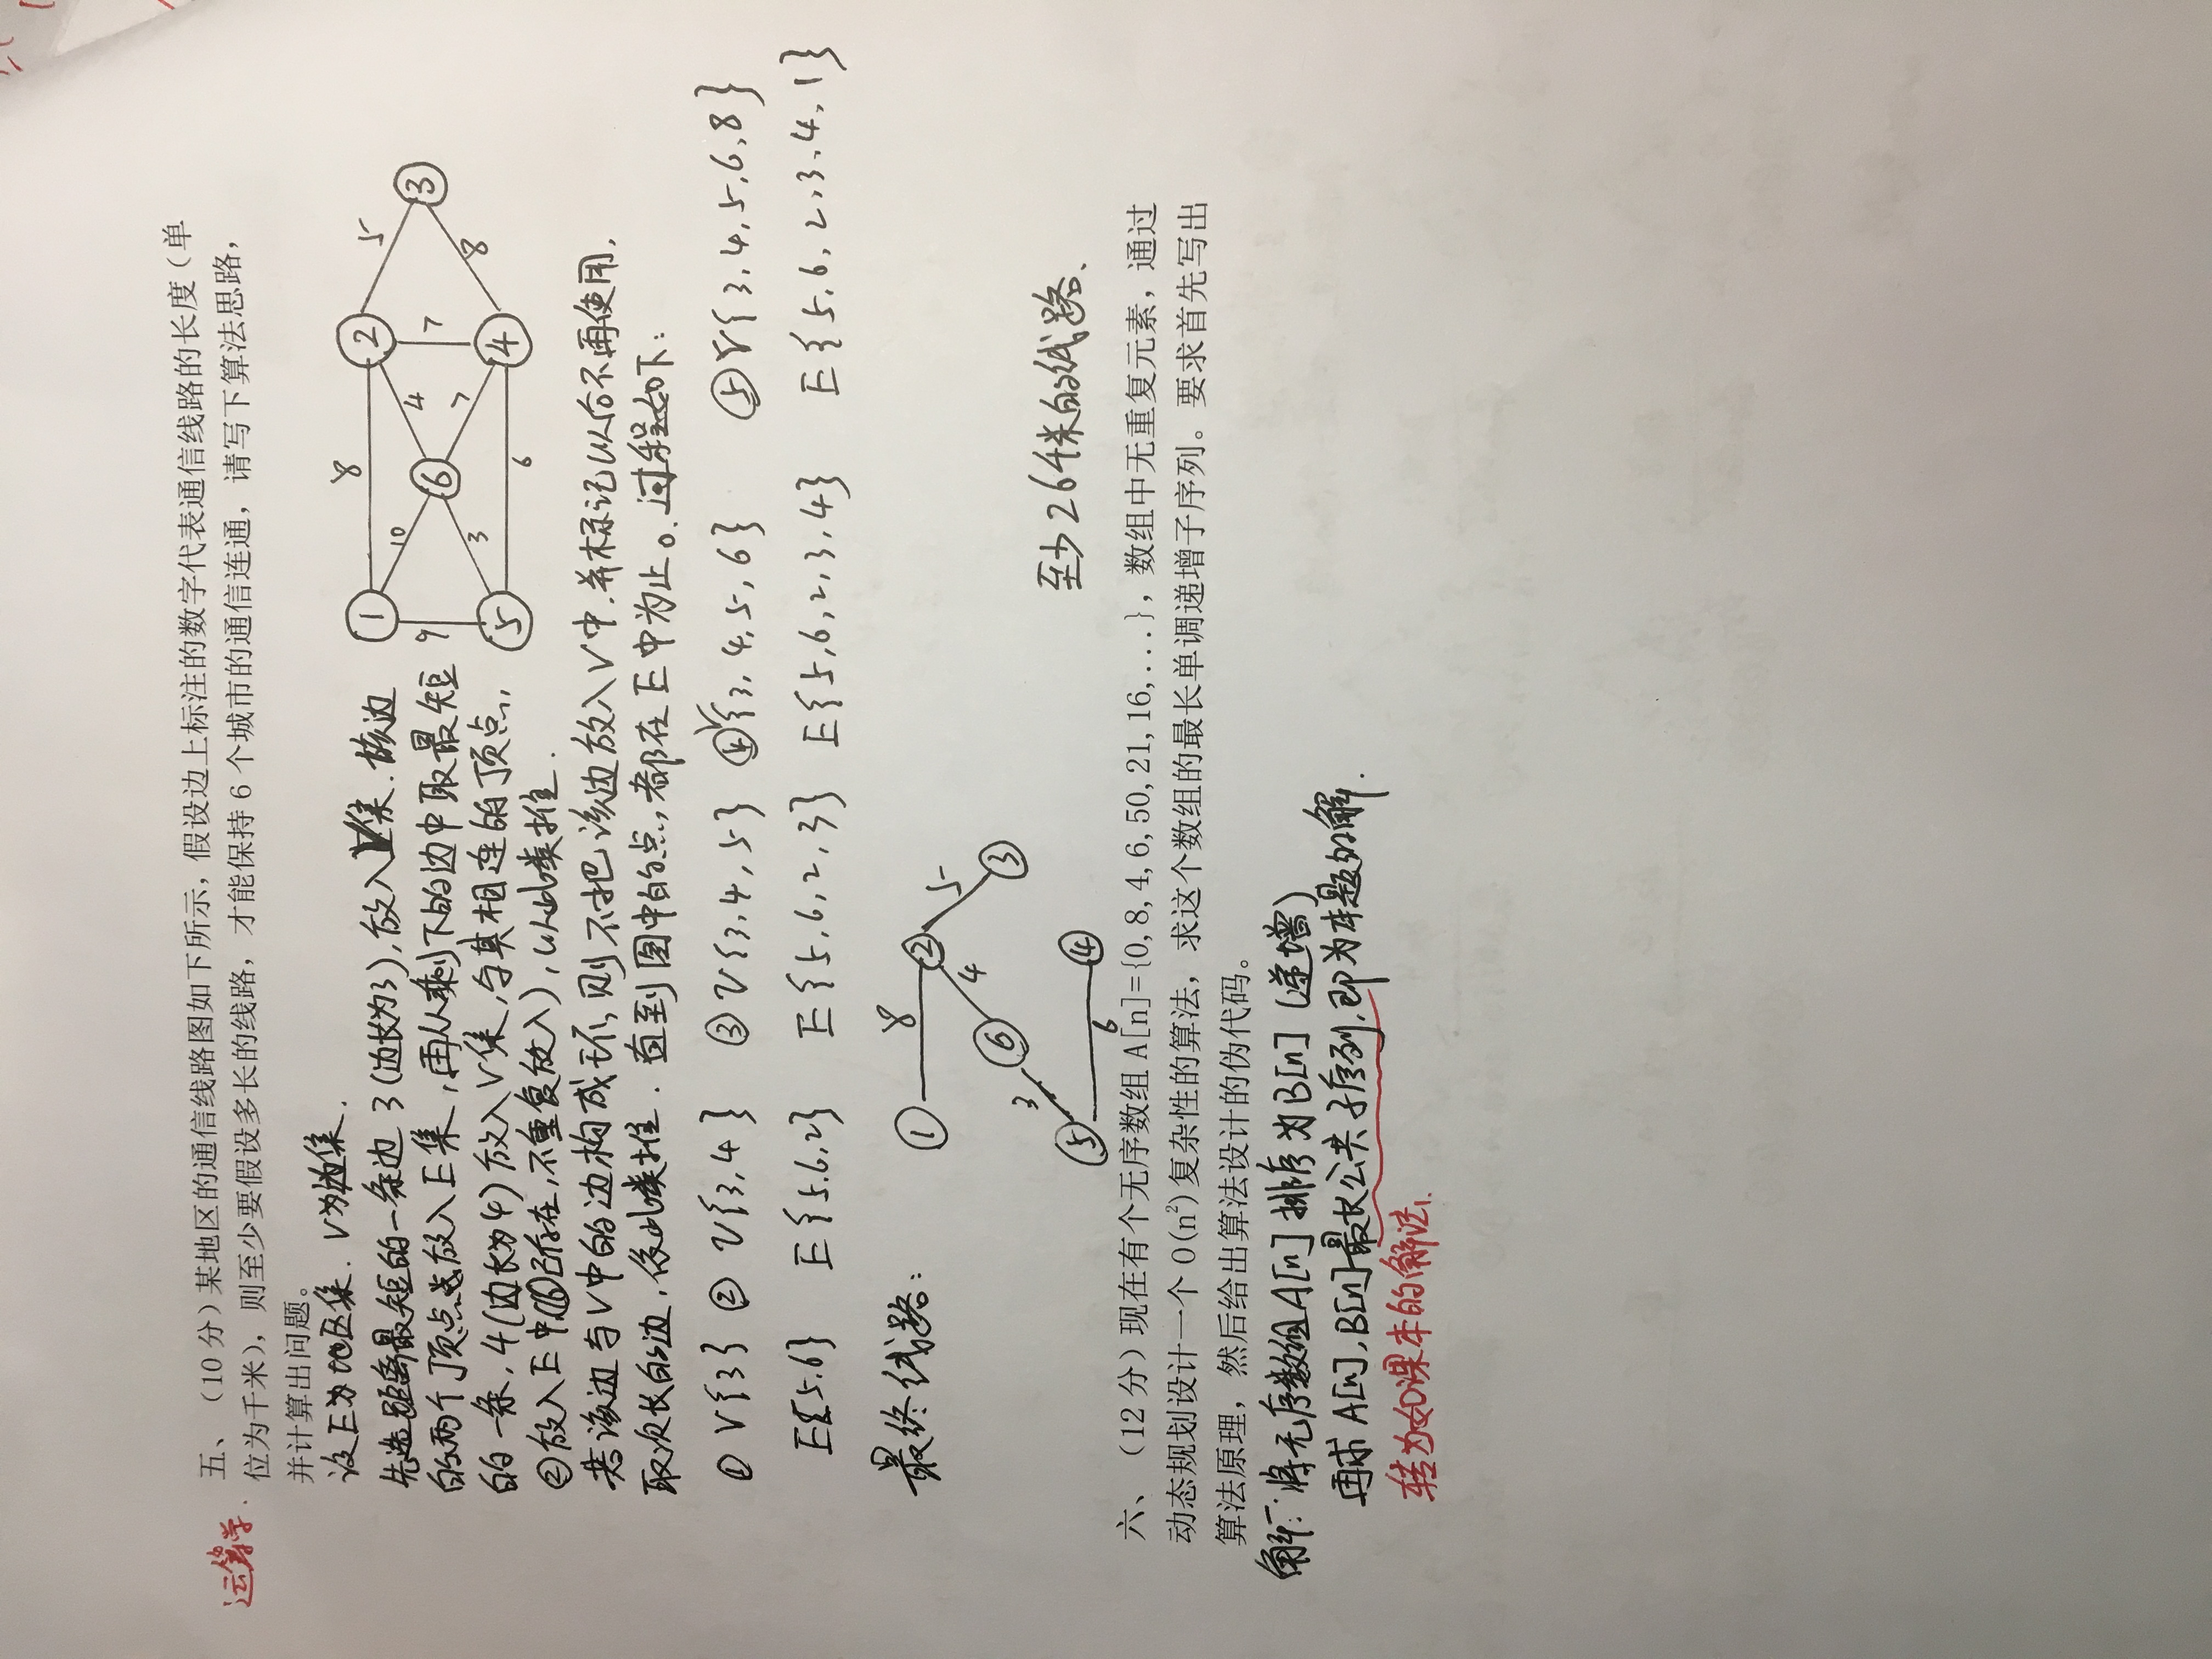 五、（10 分）某地区的通信线路图如下所示，假设边上标注的数字代表通信线路的长度（单
运筹学.
位为千米），则至少要假设多长的线路，才能保持 6 个城市的通信连通，请写下算法思路，
并计算出问题。
设E为地区集. V为边集.
先选距离最短的一条边 3(边长为3),放入V集.该边
的两个顶点放入E集,再从剩下的边中取最短
的一条,4(边长为4)放入V集,与其相连的顶点,
②放入E中(⑥已存在,不重复放入),以此类推.
1 8 2 5 3
10 4
9 6 7
3 7 8
5 6 4
若该边与V中的边构成环,则不把该边放入V中.并标记以后不再使用.
取次长的边,依此类推.直到图中的点,都在E中为止。过程如下:
① V{3} ② V{3,4} ③ V{3,4,5} ④ V{3,4,5,6} ⑤ V{3,4,5,6,8}
E{5,6} E{5,6,2} E{5,6,2,3} E{5,6,2,3,4} E{5,6,2,3,4,1}
最终线路:
1 8 2
4 5
6 3
3
5 6 4
至少26千米的线路.
六、（12 分）现在有个无序数组 A[n]={0,8,4,6,50,21,16,...}，数组中无重复元素，通过
动态规划设计一个 O(n²)复杂性的算法，求这个数组的最长单调递增子序列。要求首先写出
算法原理，然后给出算法设计的伪代码。
解一: 将无序数组A[n]排序为B[n](递增)
再求A[n],B[n]最长公共子序列,即为本题的解.
转为如课本的解法.